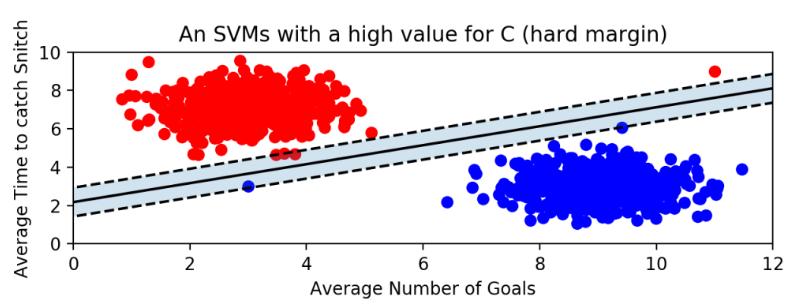 An SVMs with a high value for C (hard margin)
Average Time to catch Snitch
10
8
6
4
2
0
0 2 4 6 8 10 12
Average Number of Goals